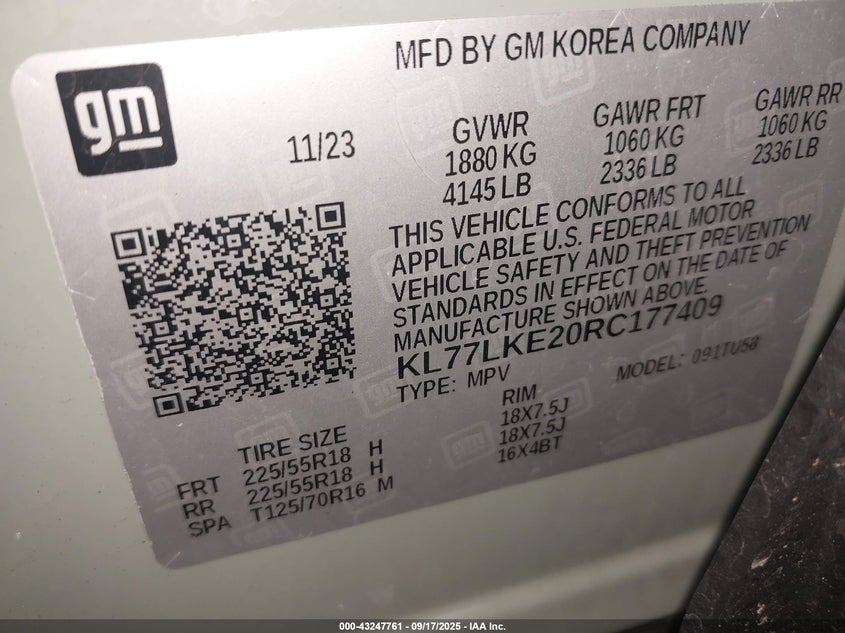 MFD BY GM KOREA COMPANY
gm
11/23
GVWR
1880 KG
4145 LB
GAWR FRT
1060 KG
2336 LB
GAWR RR
1060 KG
2336 LB
THIS VEHICLE CONFORMS TO ALL
APPLICABLE U.S. FEDERAL MOTOR
VEHICLE SAFETY AND THEFT PREVENTION
STANDARDS IN EFFECT ON THE DATE OF
MANUFACTURE SHOWN ABOVE.
KL77LKE20RC177409
TYPE: MPV
MODEL: 091TU58
TIRE SIZE
RIM
FRT 225/55R18 H 18X7.5J
RR 225/55R18 H 18X7.5J
SPA T125/70R16 M 16X4BT
000-43247761 - 09/17/2025 - IAA Inc.